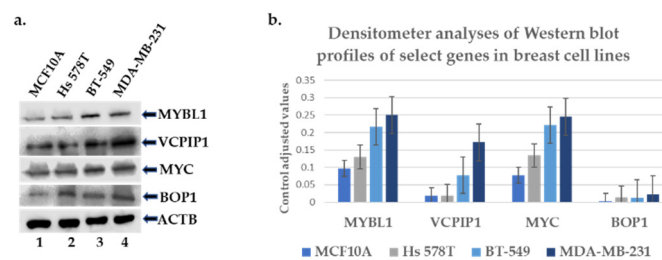 a.
MCF10A
Hs 578T
BT-549
MDA-MB-231
MYBL1
VCPIP1
MYC
BOP1
ACTB
1 2 3 4
b.
Densitometer analyses of Western blot
profiles of select genes in breast cell lines
Control adjusted values
0.35
0.3
0.25
0.2
0.15
0.1
0.05
0
MYBL1 VCPIP1 MYC BOP1
MCF10A Hs 578T BT-549 MDA-MB-231